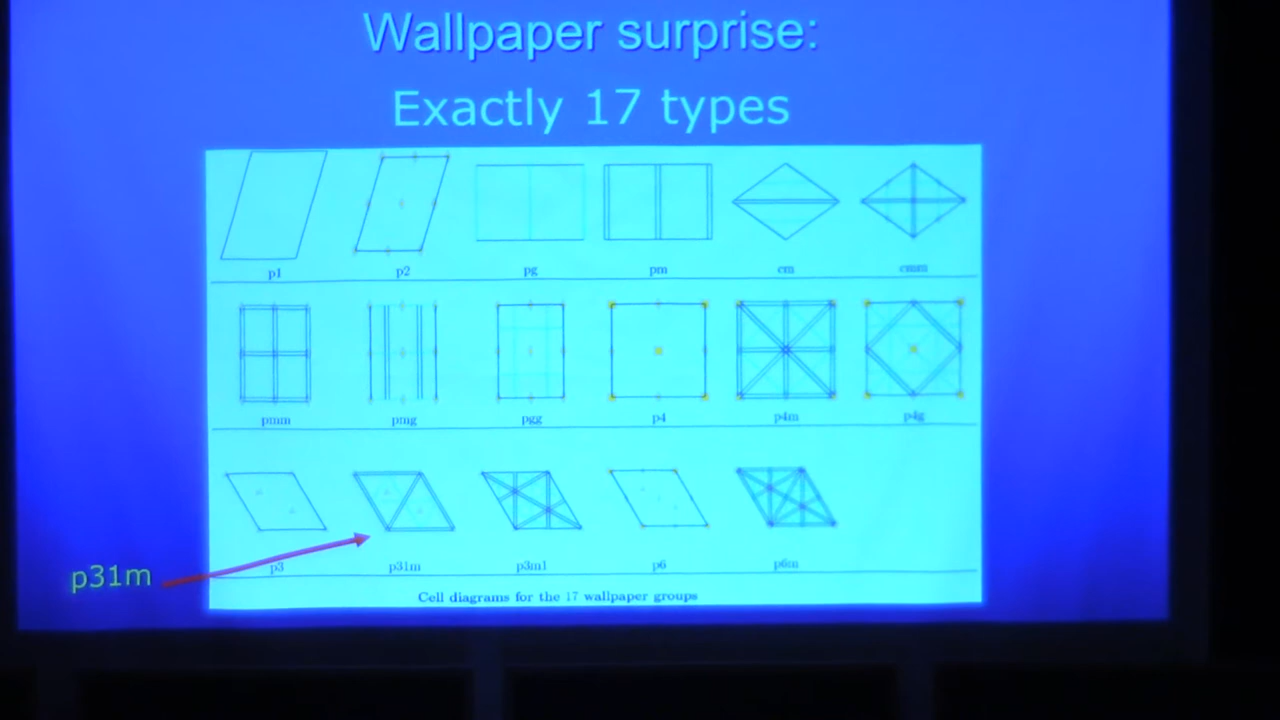 Wallpaper surprise:
Exactly 17 types
p1 p2 pg pm cm cmm
pmm pmg pgg p4 p4m p4g
p3 p31m p3m1 p6 p6m
p31m
Cell diagrams for the 17 wallpaper groups